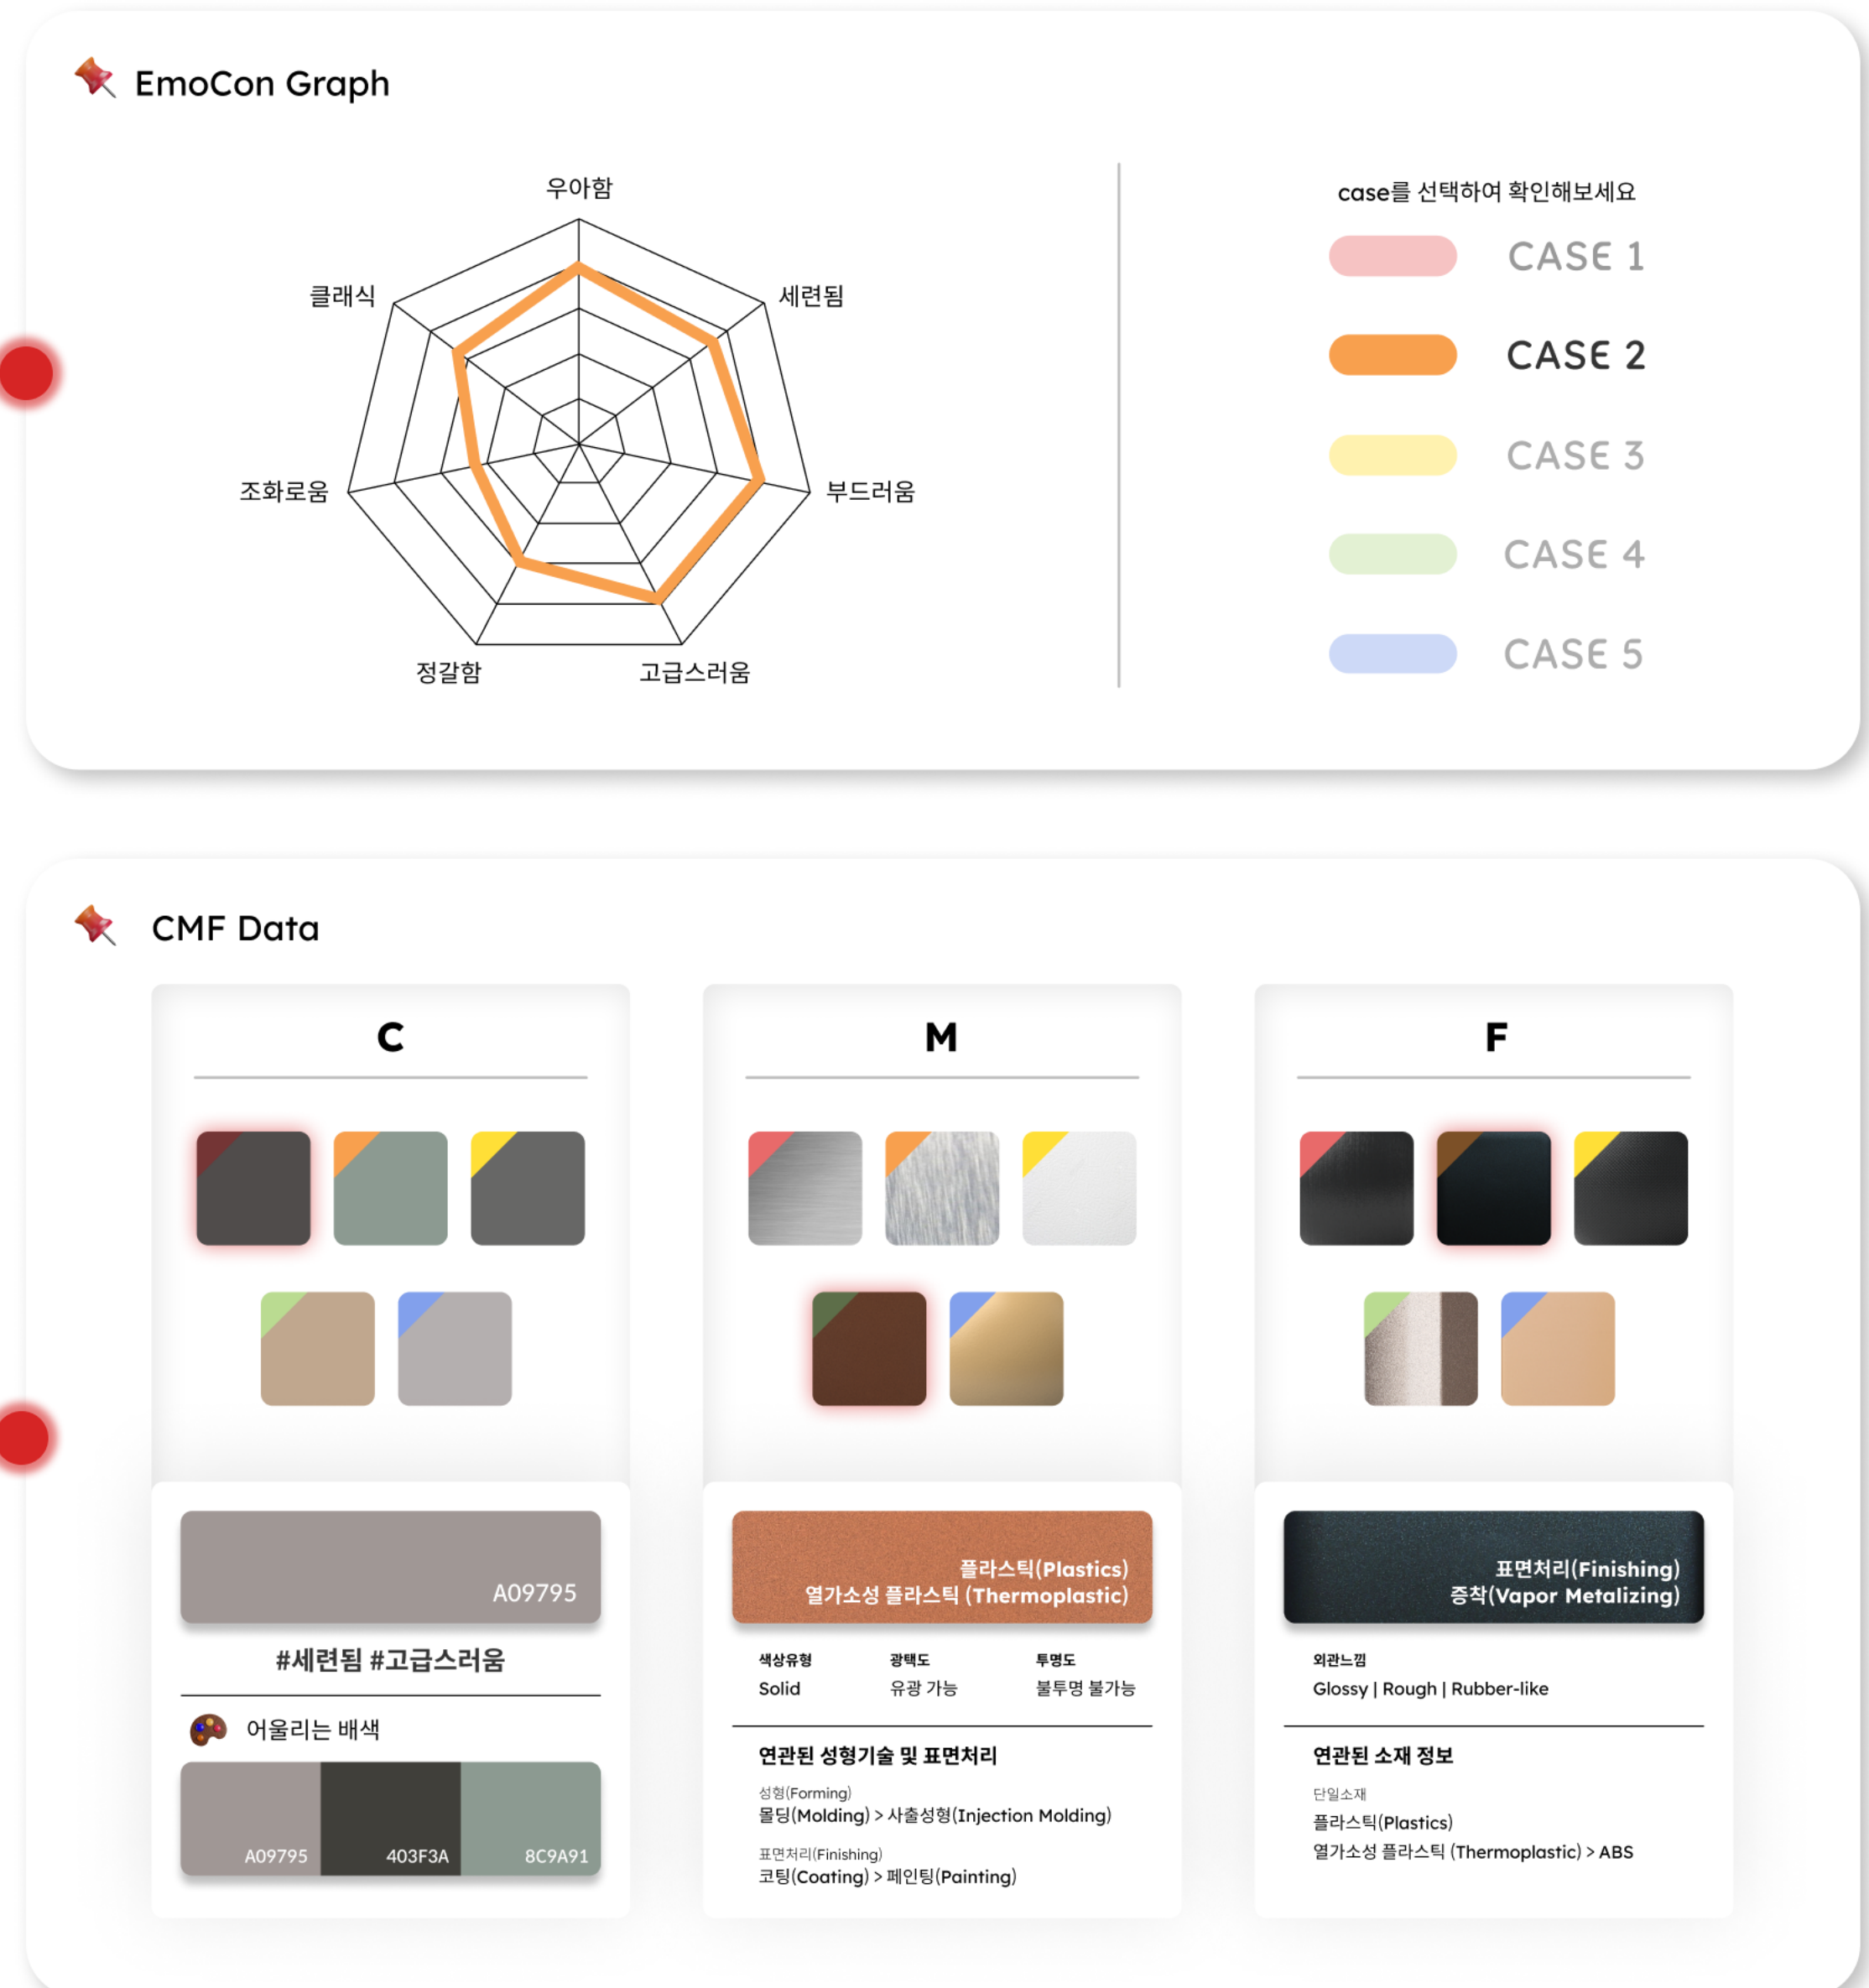 EmoCon Graph
우아함
클래식
세련됨
조화로움
부드러움
정갈함
고급스러움
case를 선택하여 확인해보세요
CASE 1
CASE 2
CASE 3
CASE 4
CASE 5
CMF Data
C
A09795
#세련됨 #고급스러움
어울리는 배색
A09795
403F3A
8C9A91
M
플라스틱(Plastics)
열가소성 플라스틱 (Thermoplastic)
색상유형
광택도
투명도
Solid
유광 가능
불투명 불가능
연관된 성형기술 및 표면처리
성형(Forming)
몰딩(Molding) > 사출성형(Injection Molding)
표면처리(Finishing)
코팅(Coating) > 페인팅(Painting)
F
표면처리(Finishing)
증착(Vapor Metalizing)
외관느낌
Glossy | Rough | Rubber-like
연관된 소재 정보
단일소재
플라스틱(Plastics)
열가소성 플라스틱 (Thermoplastic) > ABS